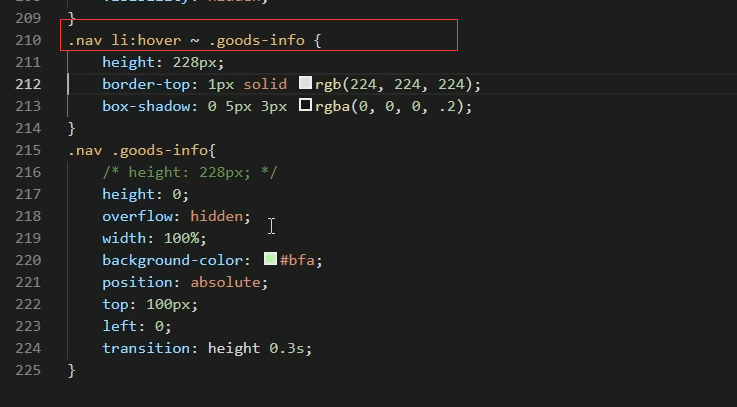 209 }
210 .nav li:hover ~ .goods-info {
211 height: 228px;
212 border-top: 1px solid rgb(224, 224, 224);
213 box-shadow: 0 5px 3px rgba(0, 0, 0, .2);
214 }
215 .nav .goods-info{
216 /* height: 228px; */
217 height: 0;
218 overflow: hidden;
219 width: 100%;
220 background-color: #bfa;
221 position: absolute;
222 top: 100px;
223 left: 0;
224 transition: height 0.3s;
225 }